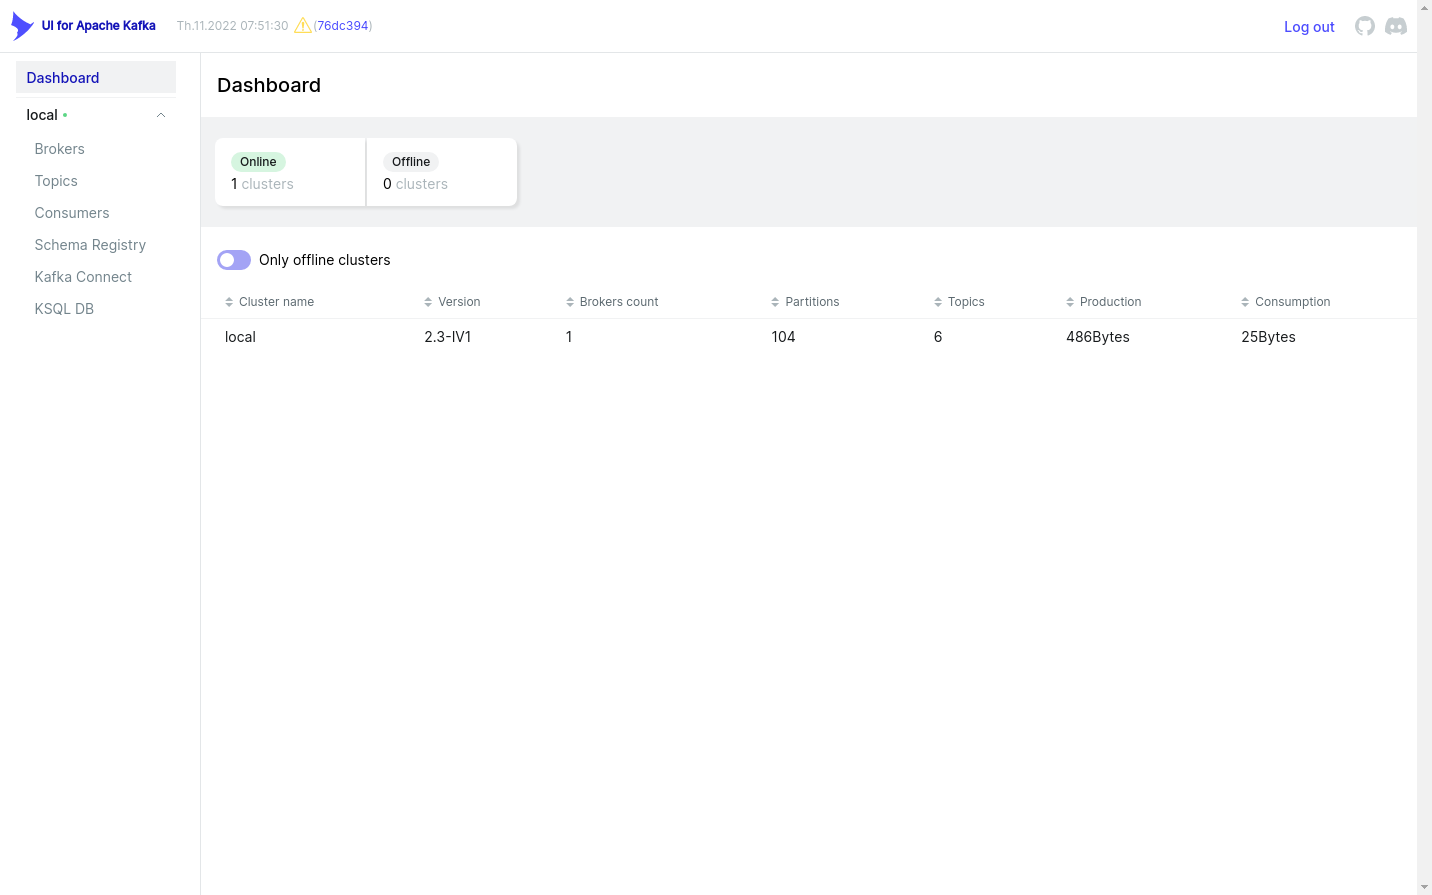 UI for Apache Kafka
Th.11.2022 07:51:30 (76dc394)
Log out
Dashboard
local
Brokers
Topics
Consumers
Schema Registry
Kafka Connect
KSQL DB
Dashboard
Online
1 clusters
Offline
0 clusters
Only offline clusters
Cluster name Version Brokers count Partitions Topics Production Consumption
local 2.3-IV1 1 104 6 486Bytes 25Bytes